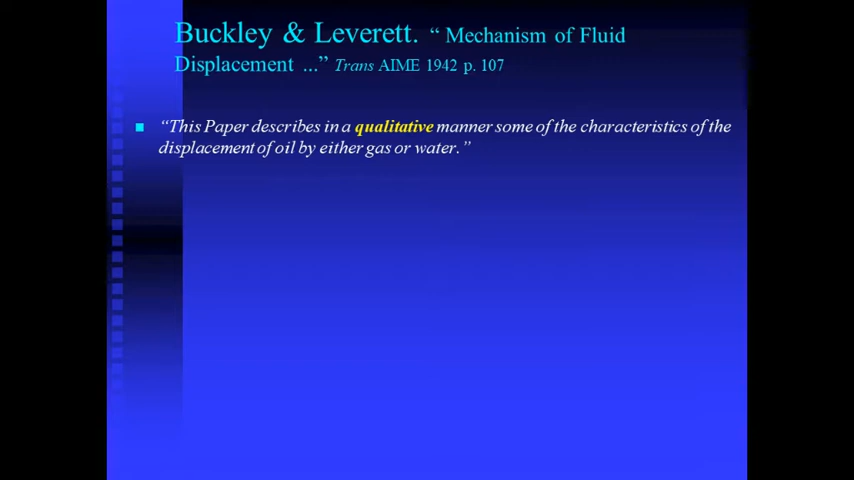 Buckley & Leverett. “ Mechanism of Fluid
Displacement ...” Trans AIME 1942 p. 107
“This Paper describes in a qualitative manner some of the characteristics of the
displacement of oil by either gas or water.”